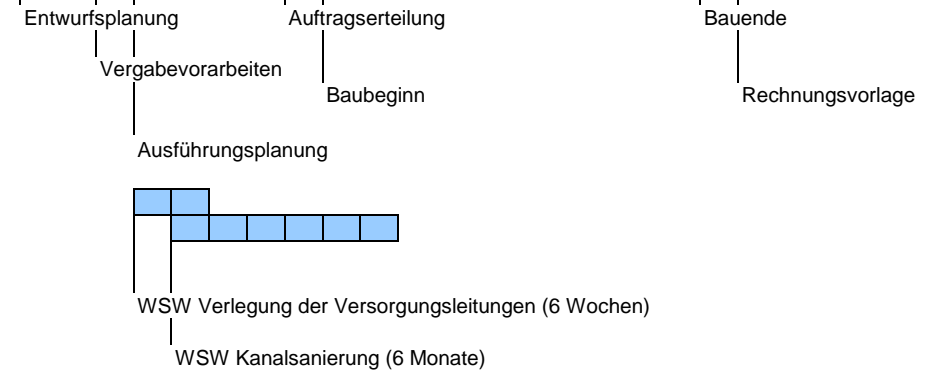 Entwurfsplanung Auftragserteilung Bauende
Vergabevorarbeiten
Baubeginn Rechnungsvorlage
Ausführungsplanung
WSW Verlegung der Versorgungsleitungen (6 Wochen)
WSW Kanalsanierung (6 Monate)